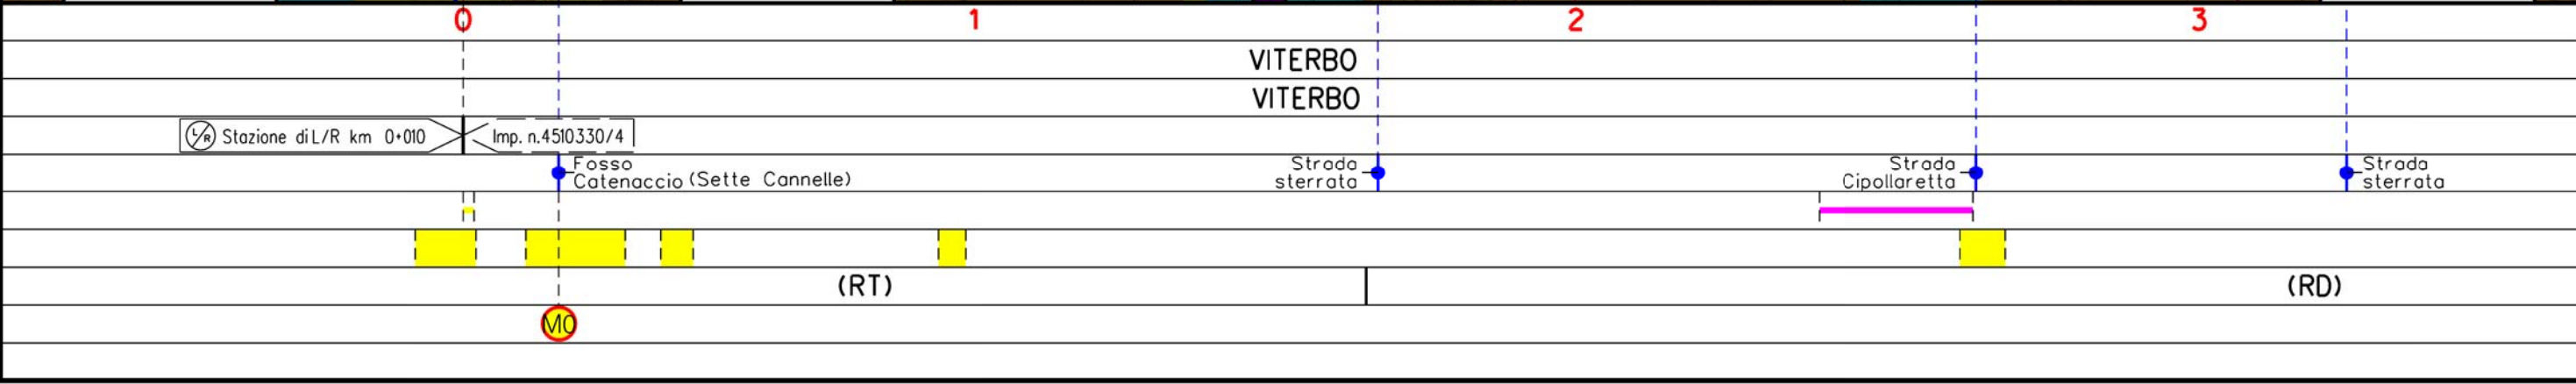 0 1 2 3
VITERBO
VITERBO
L/R Stazione di L/R km 0+010 Imp. n.4510330/4
Fosso
Catenaccio (Sette Cannelle)
Strada
sterrata
Strada
Cipollaretta
Strada
sterrata
(RT) (RD)
M0